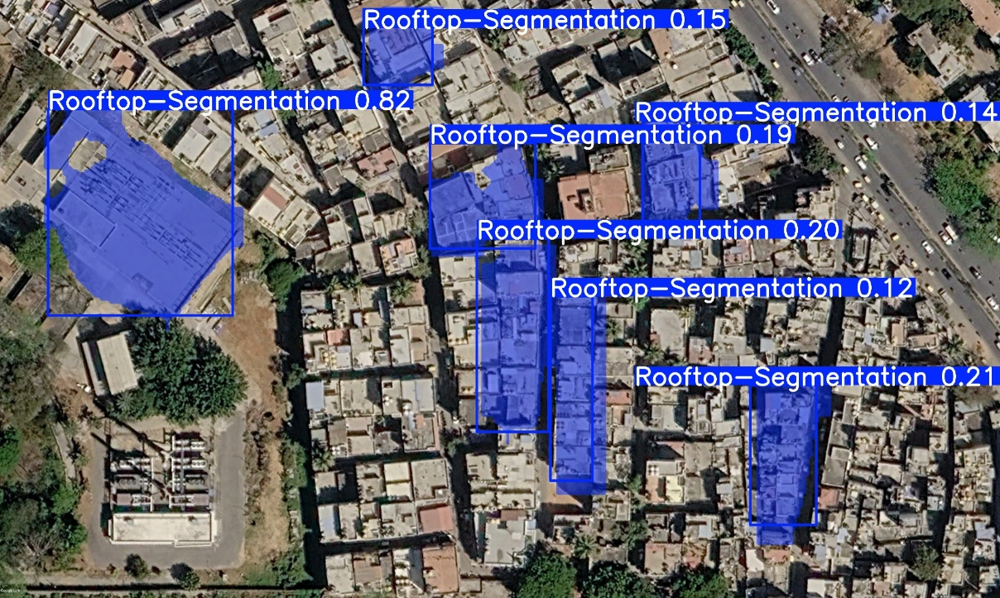 Rooftop-Segmentation 0.15
Rooftop-Segmentation 0.82
Rooftop-Segmentation 0.14
Rooftop-Segmentation 0.19
Rooftop-Segmentation 0.20
Rooftop-Segmentation 0.12
Rooftop-Segmentation 0.21